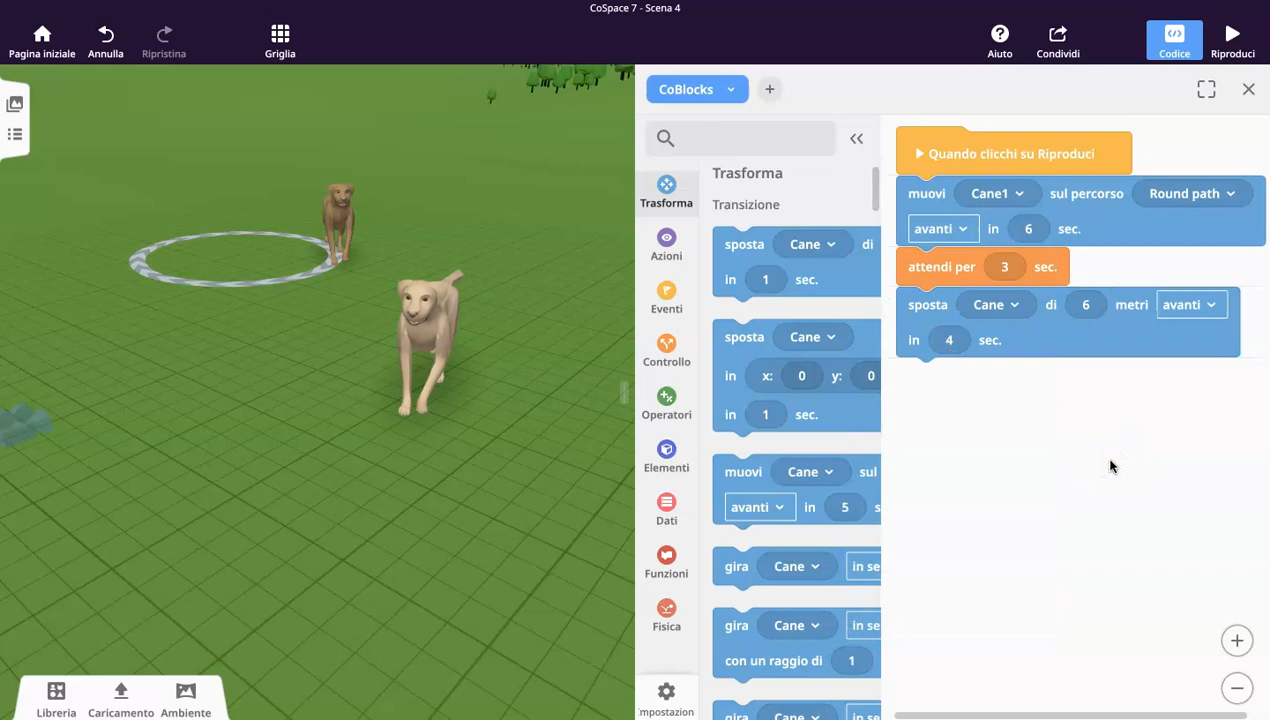 CoSpace 7 - Scena 4
Pagina iniziale
Annulla
Ripristina
Griglia
Aiuto
Condividi
Codice
Riproduci
CoBlocks
Trasforma
Azioni
Eventi
Controllo
Operatori
Elementi
Dati
Funzioni
Fisica
mpostazion
Trasforma
Transizione
sposta Cane di
in 1 sec.
sposta Cane
in x: 0 y: 0
in 1 sec.
muovi Cane sul
avanti in 5 s
gira Cane in se
gira Cane in se
con un raggio di 1
gira Cane in se
Quando clicchi su Riproduci
muovi Cane1 sul percorso Round path
avanti in 6 sec.
attendi per 3 sec.
sposta Cane di 6 metri avanti
in 4 sec.
Libreria
Caricamento
Ambiente